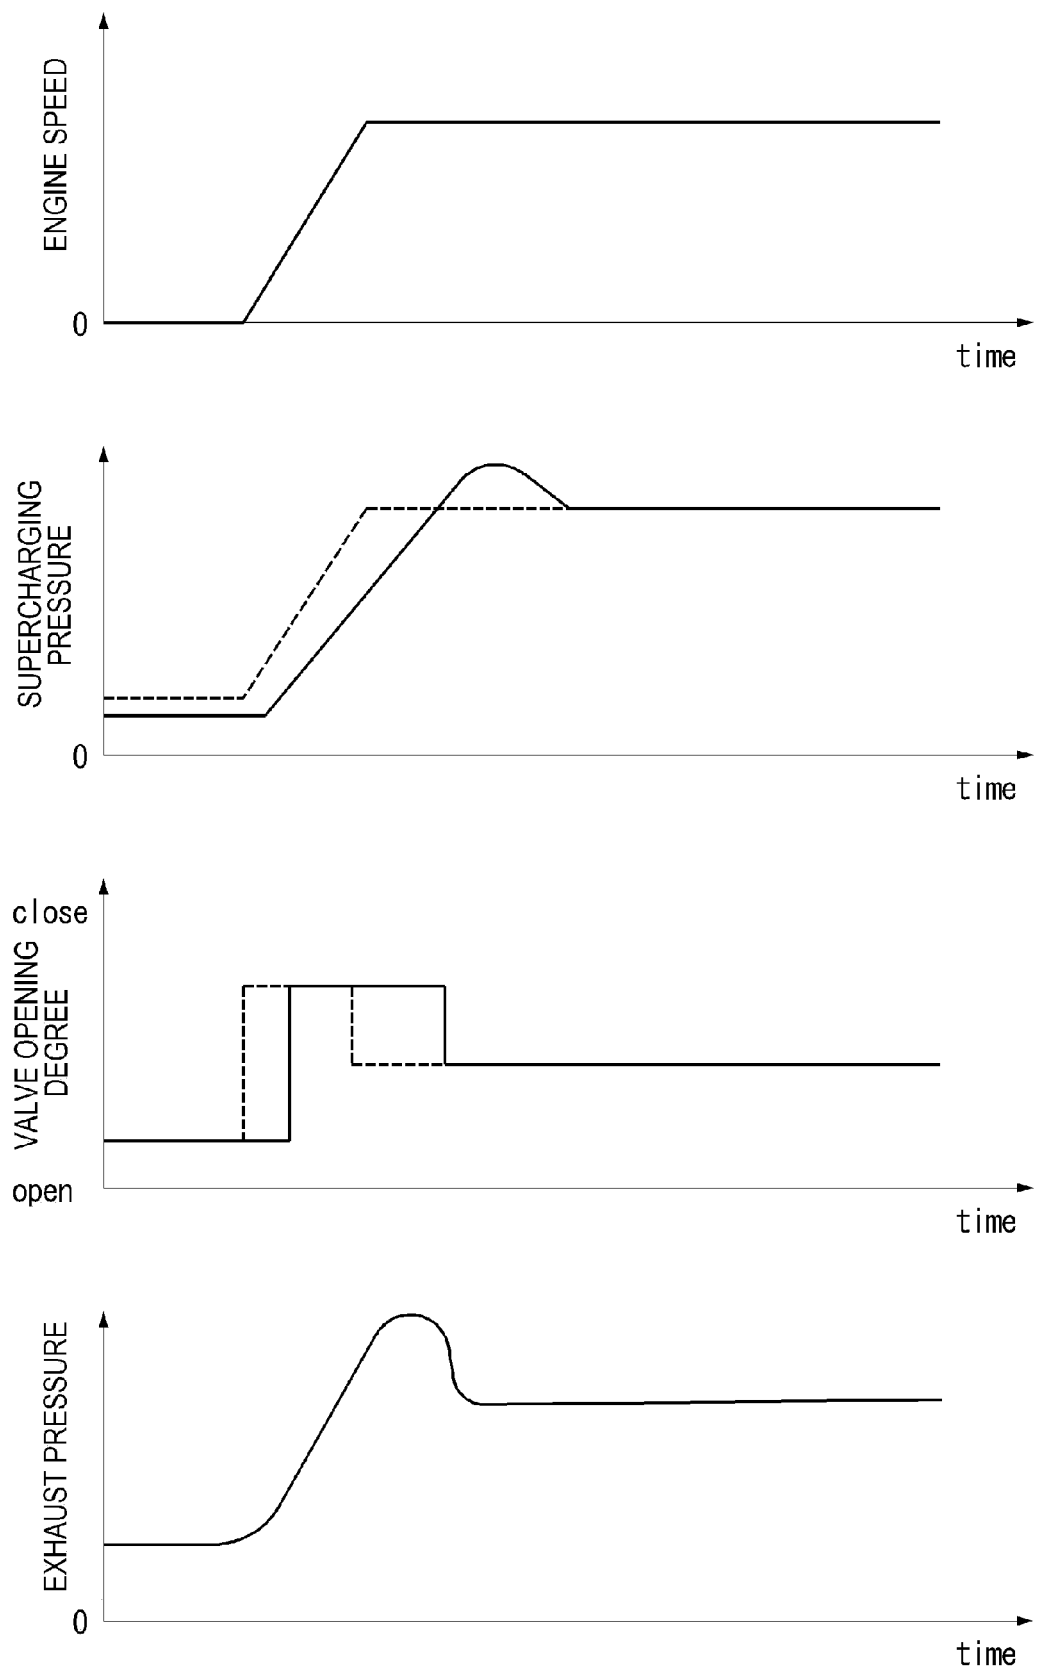 ENGINE SPEED
0
time
SUPERCHARGING
PRESSURE
0
time
close
VALVE OPENING
DEGREE
open
time
EXHAUST PRESSURE
0
time